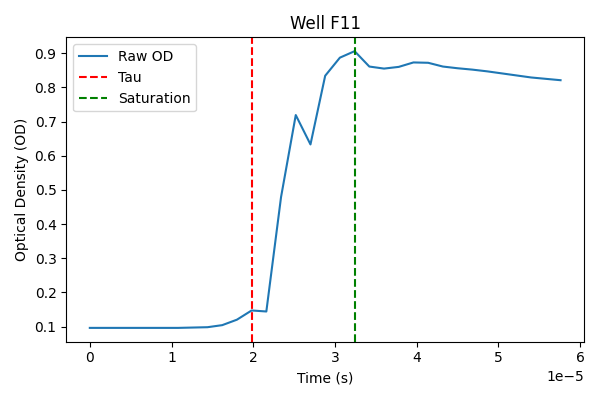 Well F11
Raw OD
Tau
Saturation
Optical Density (OD)
0.9
0.8
0.7
0.6
0.5
0.4
0.3
0.2
0.1
0 1 2 3 4 5 6
1e−5
Time (s)